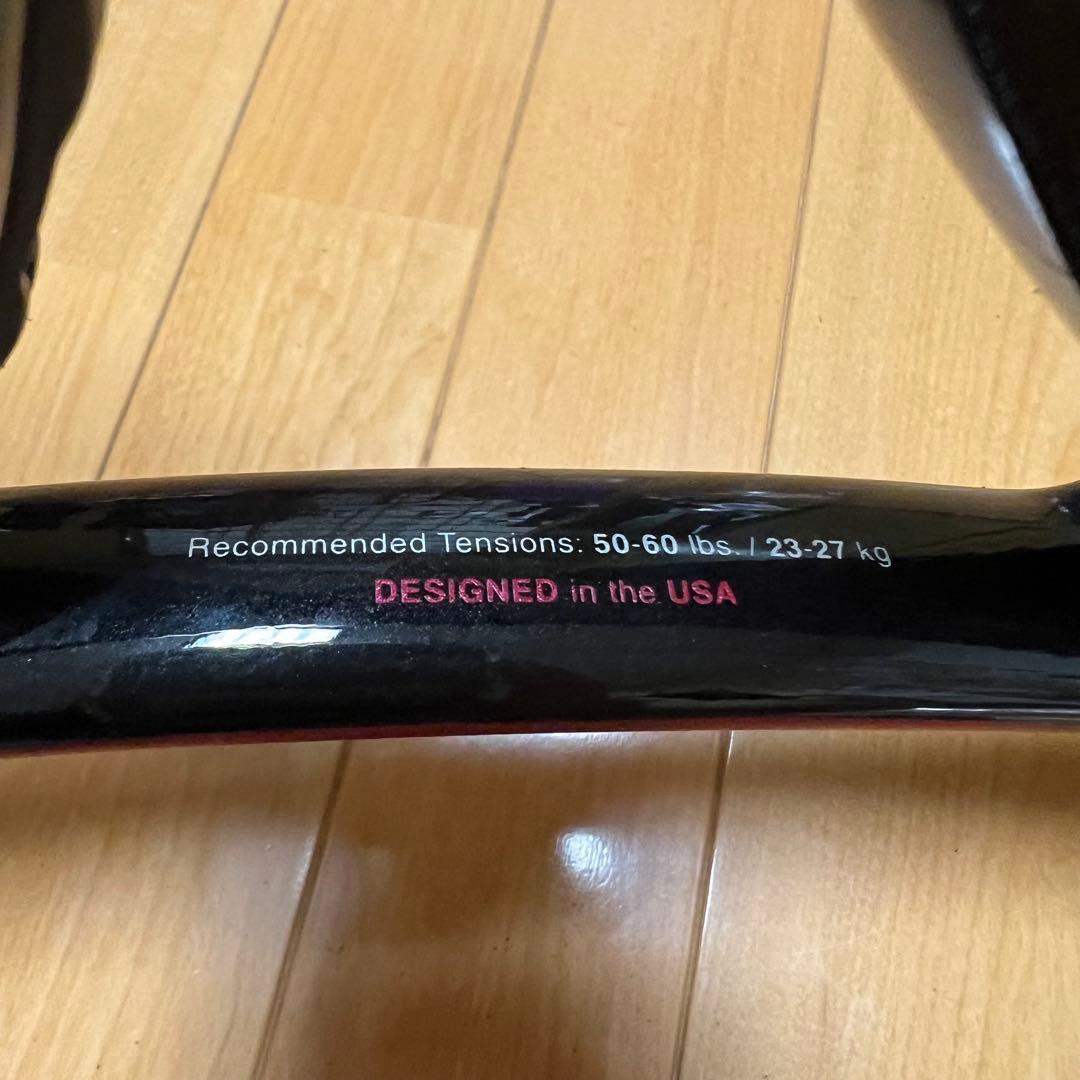 Recommended Tensions: 50-60 lbs. / 23-27 kg
DESIGNED in the USA